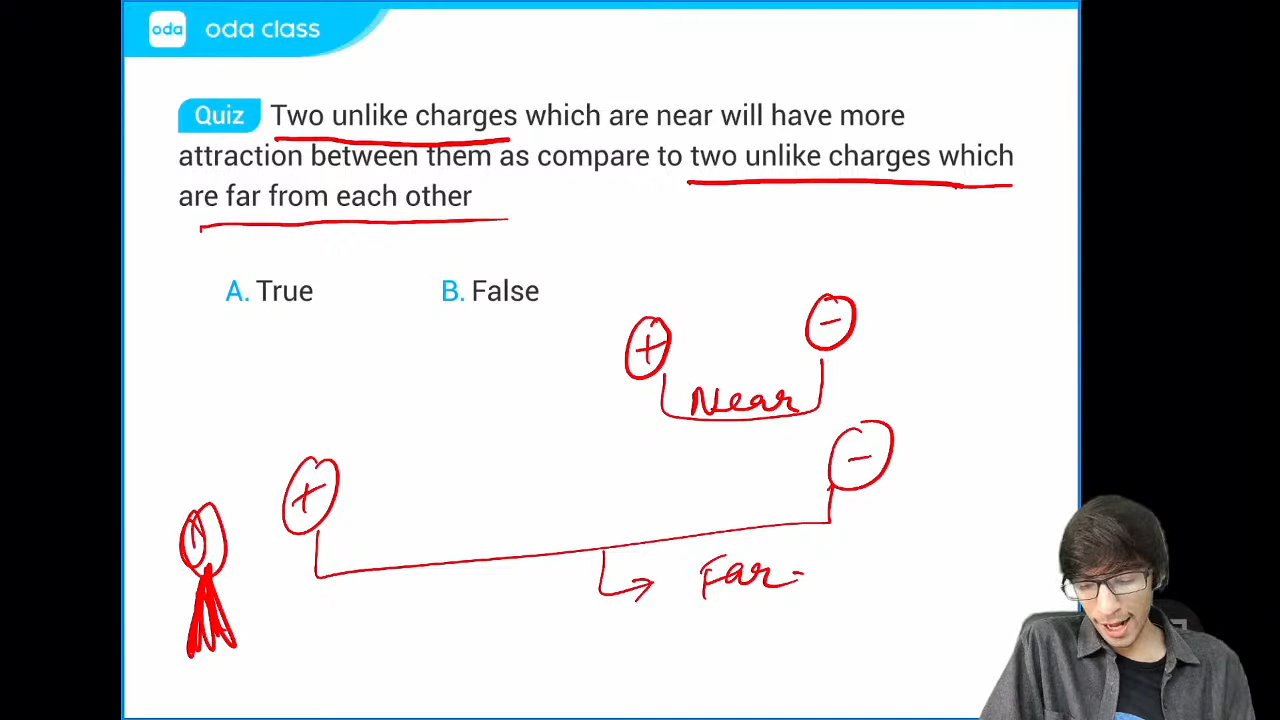 oda oda class
Quiz Two unlike charges which are near will have more
attraction between them as compare to two unlike charges which
are far from each other
A. True B. False
+ −
Near
+ −
Far